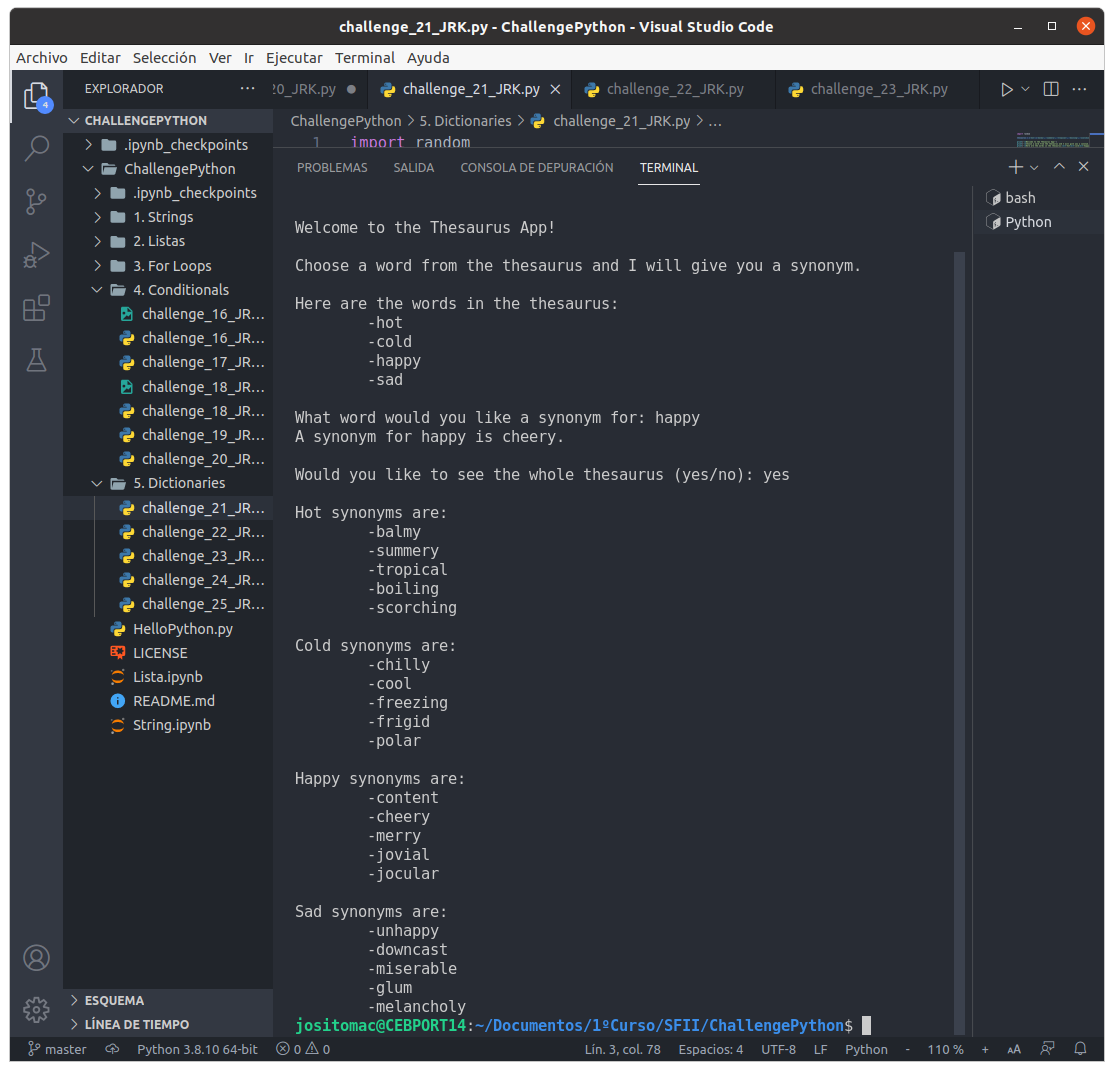 challenge_21_JRK.py - ChallengePython - Visual Studio Code
Archivo Editar Selección Ver Ir Ejecutar Terminal Ayuda
EXPLORADOR
20_JRK.py
challenge_21_JRK.py
challenge_22_JRK.py
challenge_23_JRK.py
4
CHALLENGEPYTHON
.ipynb_checkpoints
ChallengePython
.ipynb_checkpoints
1. Strings
2. Listas
3. For Loops
4. Conditionals
challenge_16_JR...
challenge_16_JR...
challenge_17_JR...
challenge_18_JR...
challenge_18_JR...
challenge_19_JR...
challenge_20_JR...
5. Dictionaries
challenge_21_JR...
challenge_22_JR...
challenge_23_JR...
challenge_24_JR...
challenge_25_JR...
HelloPython.py
LICENSE
Lista.ipynb
README.md
String.ipynb
ESQUEMA
LÍNEA DE TIEMPO
ChallengePython > 5. Dictionaries > challenge_21_JRK.py > ...
1 import random
PROBLEMAS SALIDA CONSOLA DE DEPURACIÓN TERMINAL
bash
Python
Welcome to the Thesaurus App!
Choose a word from the thesaurus and I will give you a synonym.
Here are the words in the thesaurus:
-hot
-cold
-happy
-sad
What word would you like a synonym for: happy
A synonym for happy is cheery.
Would you like to see the whole thesaurus (yes/no): yes
Hot synonyms are:
-balmy
-summery
-tropical
-boiling
-scorching
Cold synonyms are:
-chilly
-cool
-freezing
-frigid
-polar
Happy synonyms are:
-content
-cheery
-merry
-jovial
-jocular
Sad synonyms are:
-unhappy
-downcast
-miserable
-glum
-melancholy
jositomac@CEBPORT14:~/Documentos/1ºCurso/SFII/ChallengePython$
master Python 3.8.10 64-bit 0 0 Lín. 3, col. 78 Espacios: 4 UTF-8 LF Python - 110 % + AA